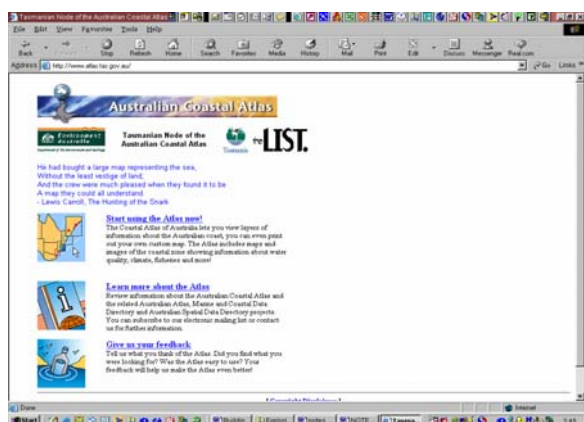 Tasmanian Node of the Australian Coastal Atlas
File Edit View Favorites Tools Help
Back Stop Refresh Home Search Favorites Media History Mail Print Edit Discuss Messenger Real.com
Address http://www.atlas.tas.gov.au/ Go Links
Australian Coastal Atlas
Environment Australia
Tasmanian Node of the
Australian Coastal Atlas
Tasmania
the LIST.
He had bought a large map representing the sea,
Without the least vestige of land;
And the crew were much pleased when they found it to be
A map they could all understand.
- Lewis Carroll, The Hunting of the Snark
Start using the Atlas now!
The Coastal Atlas of Australia lets you view layers of
information about the Australian coast, you can even print
out your own custom map. The Atlas includes maps and
images of the coastal zone showing information about water
quality, climate, fisheries and more!
Learn more about the Atlas
Review information about the Australian Coastal Atlas and
the related Australian Atlas, Marine and Coastal Data
Directory and Australian Spatial Data Directory projects.
You can subscribe to our electronic mailing list or contact
us for further information.
Give us your feedback
Tell us what you think of the Atlas. Did you find what you
were looking for? Was the Atlas easy to use? Your
feedback will help us make the Atlas even better!
[ Copyright Disclaimer ]
Done Internet
Start